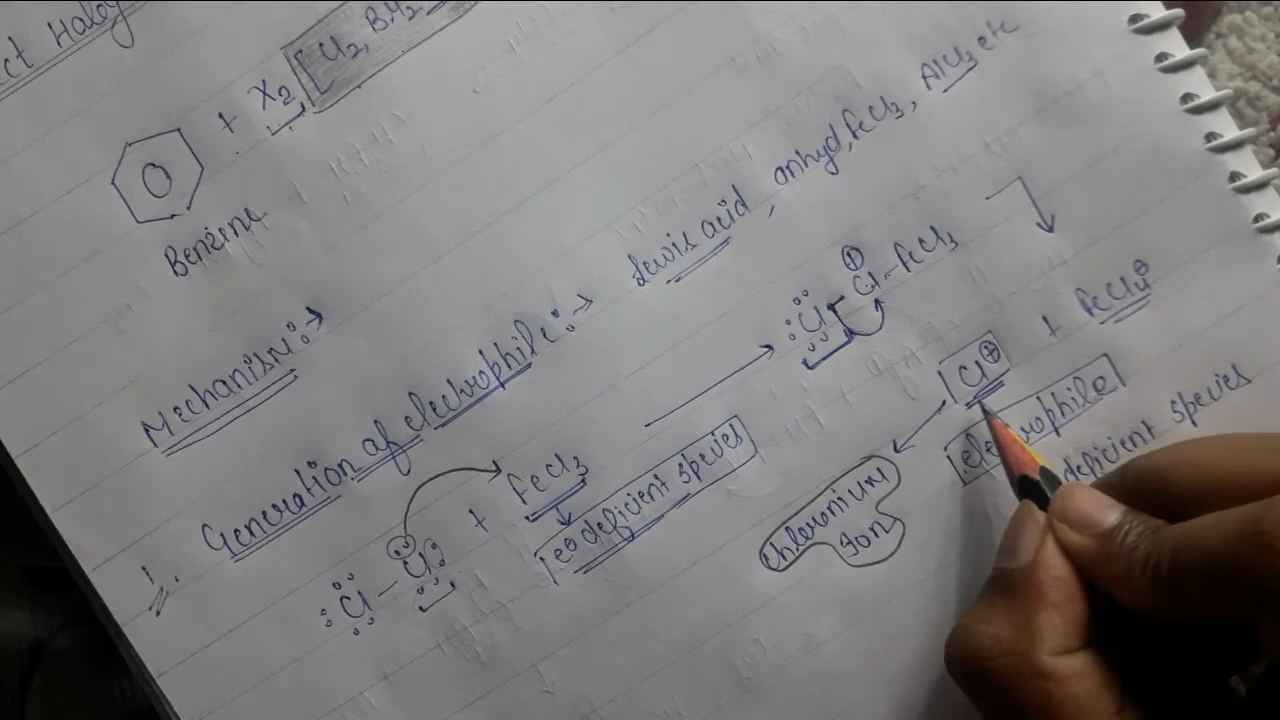 ct Halog
+ X2 [Cl2, Br2
Benzene
Mechanism:→
1. Generation of electrophile:→ Lewis acid, anhyd, FeCl3, AlCl3 etc
:Cl–Cl + FeCl3 → :Cl–Cl⊕–FeCl3
e⊖ deficient species
Cl⊕ + FeCl4⊖
electrophile
deficient species
Chloronium
Ion